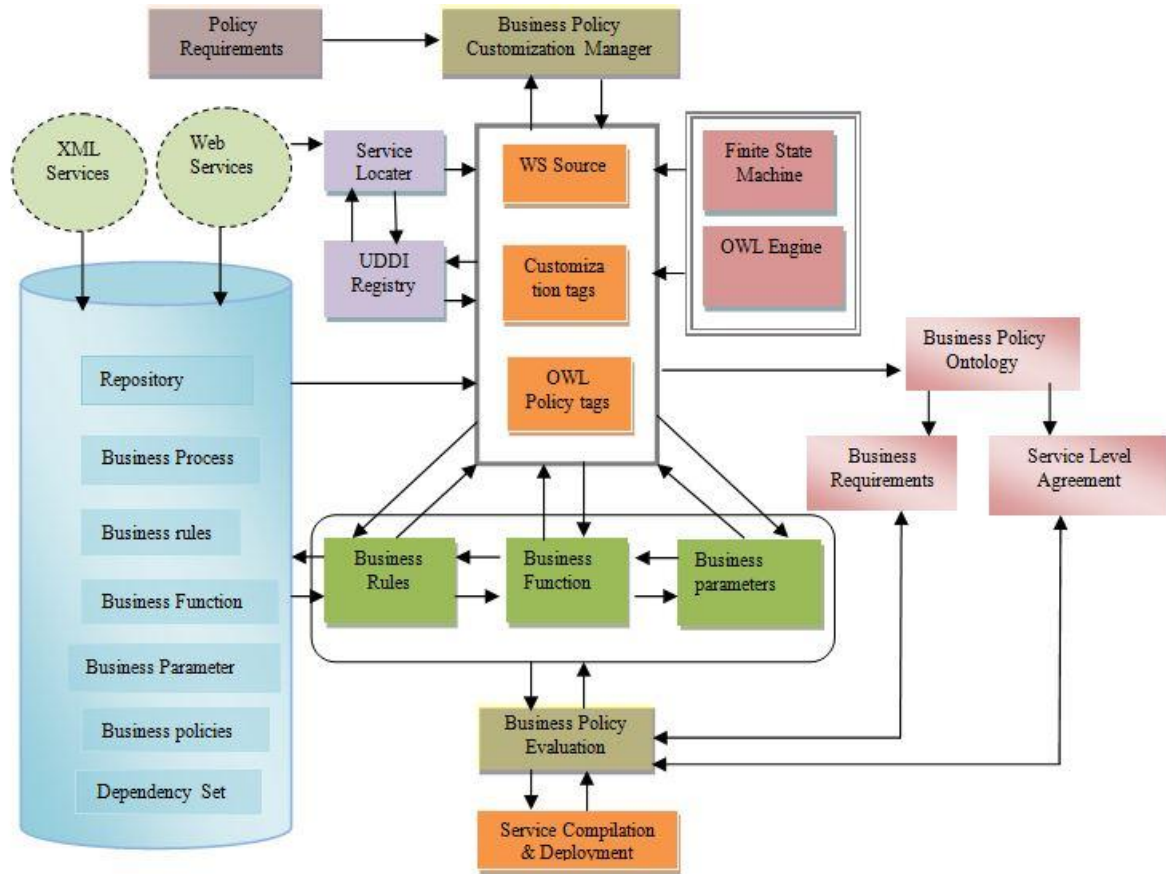 Policy
Requirements
Business Policy
Customization Manager
XML
Services
Web
Services
Service
Locater
UDDI
Registry
WS Source
Customiza
tion tags
OWL
Policy tags
Finite State
Machine
OWL Engine
Business Policy
Ontology
Business
Requirements
Service Level
Agreement
Repository
Business Process
Business rules
Business Function
Business Parameter
Business policies
Dependency Set
Business
Rules
Business
Function
Business
parameters
Business Policy
Evaluation
Service Compilation
& Deployment